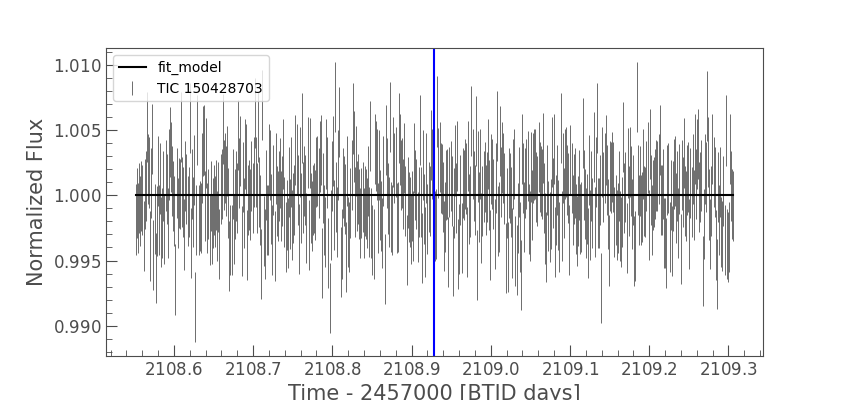 fit_model
TIC 150428703
1.010
1.005
1.000
0.995
0.990
Normalized Flux
2108.6 2108.7 2108.8 2108.9 2109.0 2109.1 2109.2 2109.3
Time - 2457000 [BTJD days]